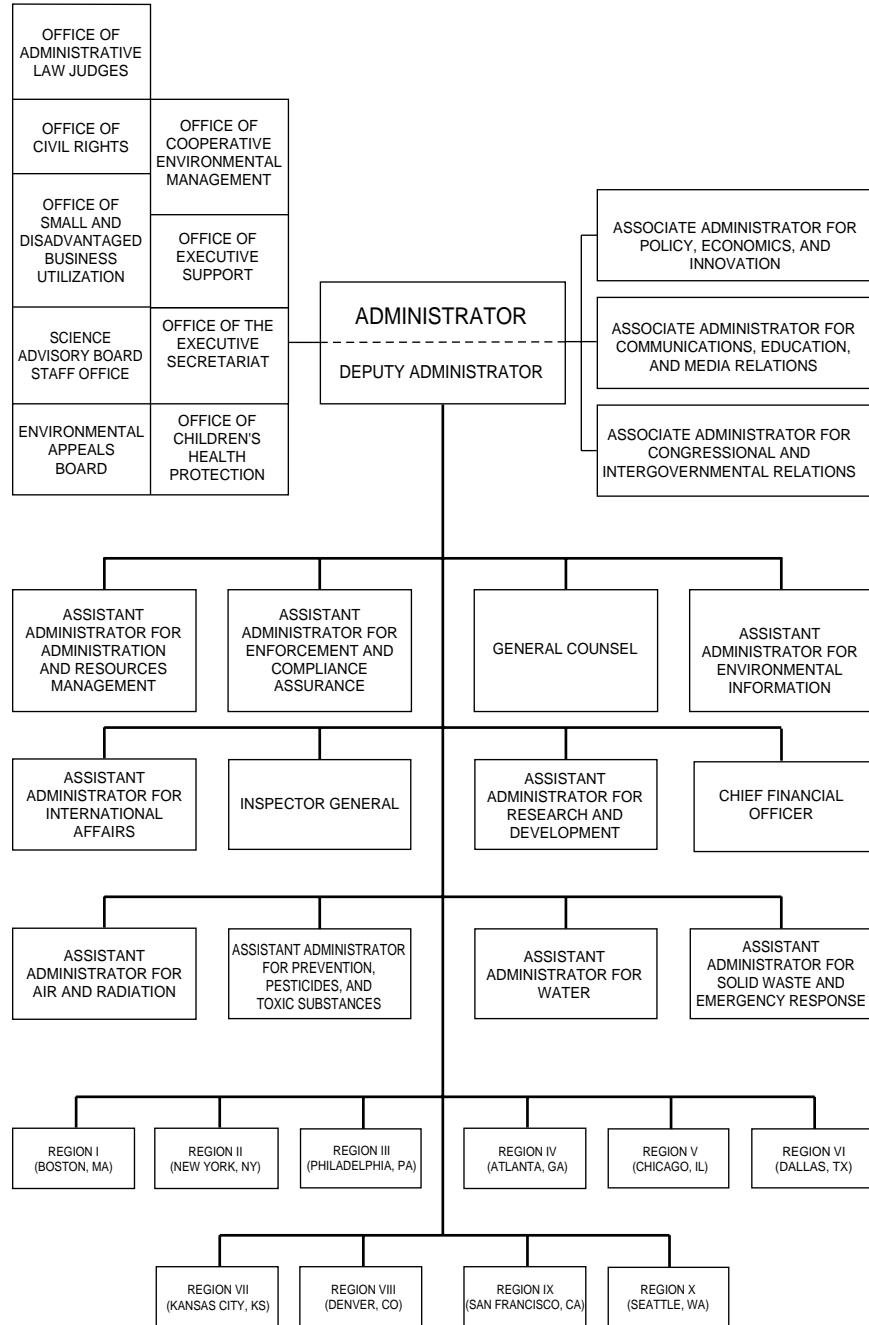 OFFICE OF
ADMINISTRATIVE
LAW JUDGES
OFFICE OF
CIVIL RIGHTS
OFFICE OF
SMALL AND
DISADVANTAGED
BUSINESS
UTILIZATION
SCIENCE
ADVISORY BOARD
STAFF OFFICE
ENVIRONMENTAL
APPEALS
BOARD
OFFICE OF
COOPERATIVE
ENVIRONMENTAL
MANAGEMENT
OFFICE OF
EXECUTIVE
SUPPORT
OFFICE OF THE
EXECUTIVE
SECRETARIAT
OFFICE OF
CHILDREN'S
HEALTH
PROTECTION
ADMINISTRATOR
DEPUTY ADMINISTRATOR
ASSOCIATE ADMINISTRATOR FOR
POLICY, ECONOMICS, AND
INNOVATION
ASSOCIATE ADMINISTRATOR FOR
COMMUNICATIONS, EDUCATION,
AND MEDIA RELATIONS
ASSOCIATE ADMINISTRATOR FOR
CONGRESSIONAL AND
INTERGOVERNMENTAL RELATIONS
ASSISTANT
ADMINISTRATOR FOR
ADMINISTRATION
AND RESOURCES
MANAGEMENT
ASSISTANT
ADMINISTRATOR FOR
ENFORCEMENT AND
COMPLIANCE
ASSURANCE
GENERAL COUNSEL
ASSISTANT
ADMINISTRATOR FOR
ENVIRONMENTAL
INFORMATION
ASSISTANT
ADMINISTRATOR FOR
INTERNATIONAL
AFFAIRS
INSPECTOR GENERAL
ASSISTANT
ADMINISTRATOR FOR
RESEARCH AND
DEVELOPMENT
CHIEF FINANCIAL
OFFICER
ASSISTANT
ADMINISTRATOR FOR
AIR AND RADIATION
ASSISTANT ADMINISTRATOR
FOR PREVENTION,
PESTICIDES, AND
TOXIC SUBSTANCES
ASSISTANT
ADMINISTRATOR FOR
WATER
ASSISTANT
ADMINISTRATOR FOR
SOLID WASTE AND
EMERGENCY RESPONSE
REGION I
(BOSTON, MA)
REGION II
(NEW YORK, NY)
REGION III
(PHILADELPHIA, PA)
REGION IV
(ATLANTA, GA)
REGION V
(CHICAGO, IL)
REGION VI
(DALLAS, TX)
REGION VII
(KANSAS CITY, KS)
REGION VIII
(DENVER, CO)
REGION IX
(SAN FRANCISCO, CA)
REGION X
(SEATTLE, WA)